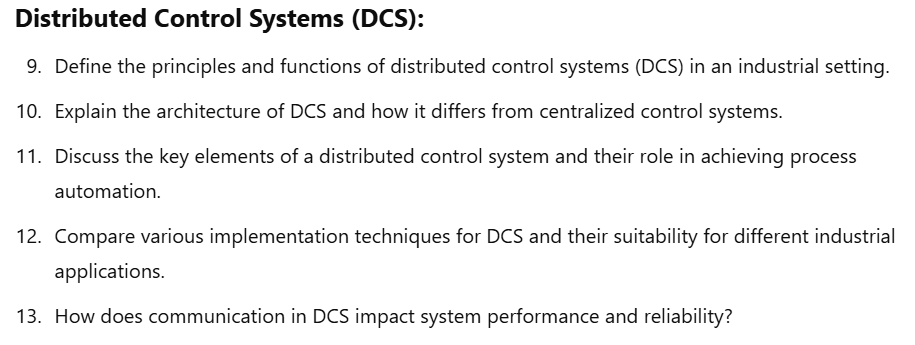 Distributed Control Systems (DCS):
9. Define the principles and functions of distributed control systems (DCS) in an industrial setting.
10. Explain the architecture of DCS and how it differs from centralized control systems.
11. Discuss the key elements of a distributed control system and their role in achieving process
automation.
12. Compare various implementation techniques for DCS and their suitability for different industrial
applications.
13. How does communication in DCS impact system performance and reliability?